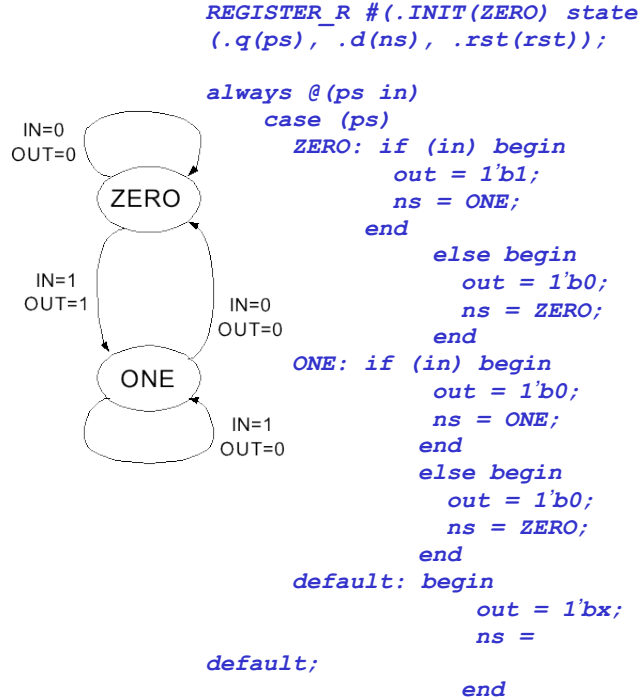 REGISTER_R #(.INIT(ZERO) state
(.q(ps), .d(ns), .rst(rst));
always @(ps in)
case (ps)
ZERO: if (in) begin
out = 1'b1;
ns = ONE;
end
else begin
out = 1'b0;
ns = ZERO;
end
ONE: if (in) begin
out = 1'b0;
ns = ONE;
end
else begin
out = 1'b0;
ns = ZERO;
end
default: begin
out = 1'bx;
ns =
default;
end
IN=0
OUT=0
ZERO
IN=1
OUT=1
IN=0
OUT=0
ONE
IN=1
OUT=0